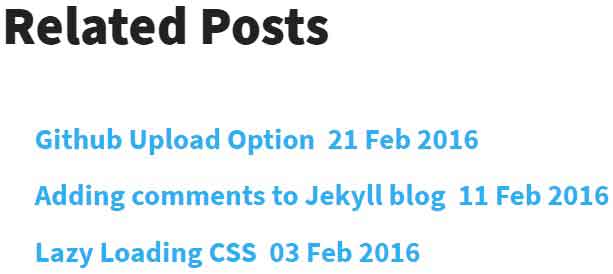 Related Posts
Github Upload Option 21 Feb 2016
Adding comments to Jekyll blog 11 Feb 2016
Lazy Loading CSS 03 Feb 2016